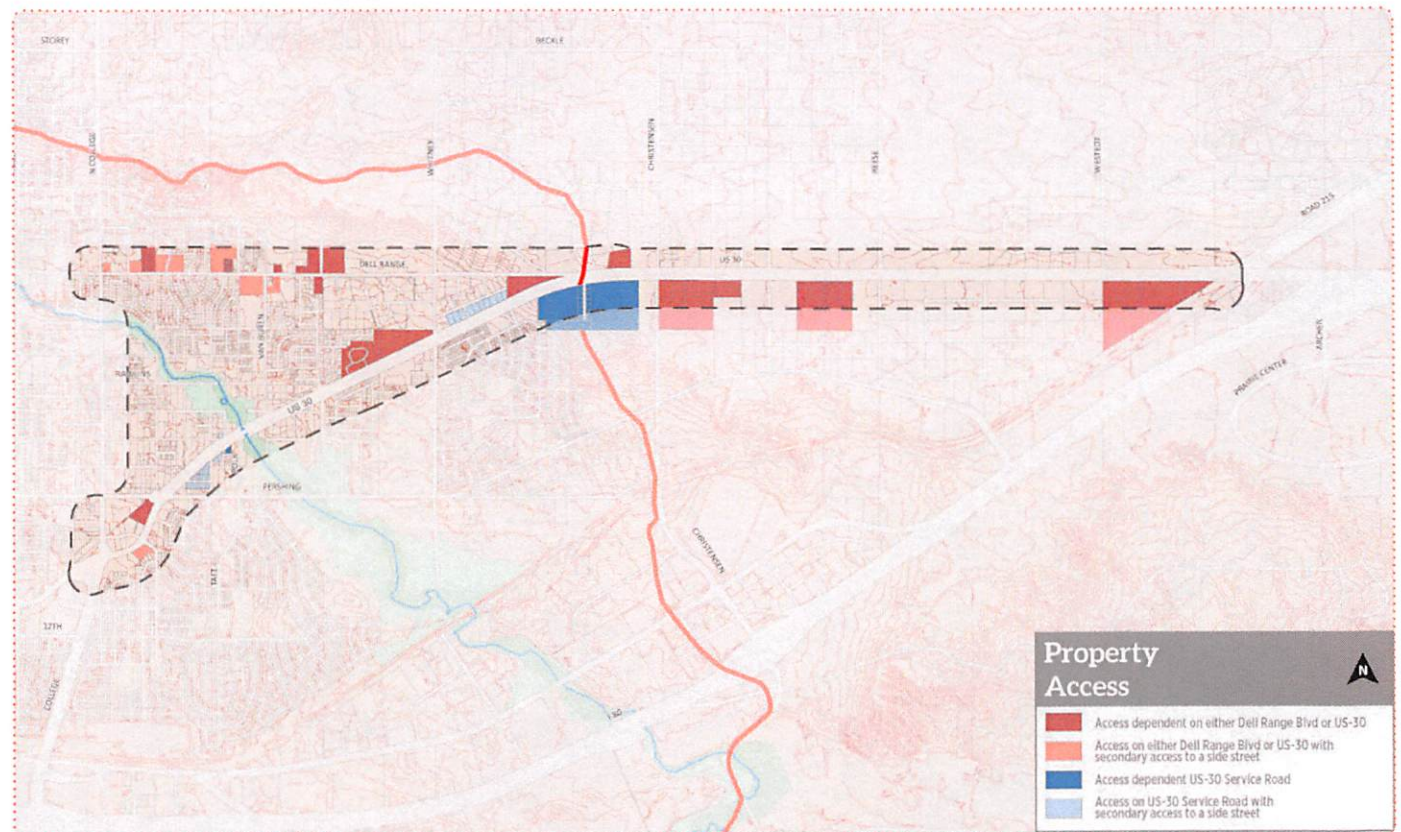 STOREY
BECKLE
N COLLEGE
WHITNEY
CHRISTENSEN
REESE
WESTEDT
ROAD 215
DELL RANGE
US 30
VAN BUREN
US 30
ARCHER
PRAIRIE CENTER
PERSHING
CHRISTENSEN
TAFT
12TH
COLLEGE
I 80
Property
Access
N
Access dependent on either Dell Range Blvd or US-30
Access on either Dell Range Blvd or US-30 with
secondary access to a side street
Access dependent US-30 Service Road
Access on US-30 Service Road with
secondary access to a side street